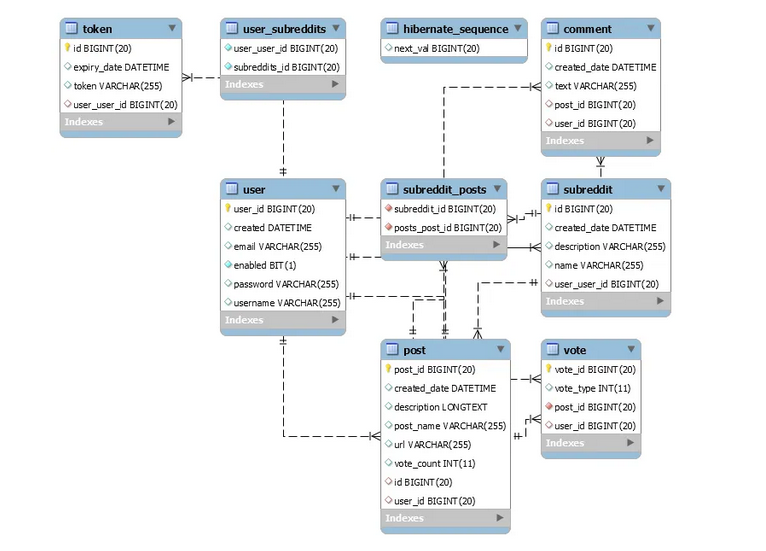 token
id BIGINT(20)
expiry_date DATETIME
token VARCHAR(255)
user_user_id BIGINT(20)
Indexes
user_subreddits
user_user_id BIGINT(20)
subreddits_id BIGINT(20)
Indexes
hibernate_sequence
next_val BIGINT(20)
Indexes
comment
id BIGINT(20)
created_date DATETIME
text VARCHAR(255)
post_id BIGINT(20)
user_id BIGINT(20)
Indexes
user
user_id BIGINT(20)
created DATETIME
email VARCHAR(255)
enabled BIT(1)
password VARCHAR(255)
username VARCHAR(255)
Indexes
subreddit_posts
subreddit_id BIGINT(20)
posts_post_id BIGINT(20)
Indexes
subreddit
id BIGINT(20)
created_date DATETIME
description VARCHAR(255)
name VARCHAR(255)
user_user_id BIGINT(20)
Indexes
post
post_id BIGINT(20)
created_date DATETIME
description LONGTEXT
post_name VARCHAR(255)
url VARCHAR(255)
vote_count INT(11)
id BIGINT(20)
user_id BIGINT(20)
Indexes
vote
vote_id BIGINT(20)
vote_type INT(11)
post_id BIGINT(20)
user_id BIGINT(20)
Indexes